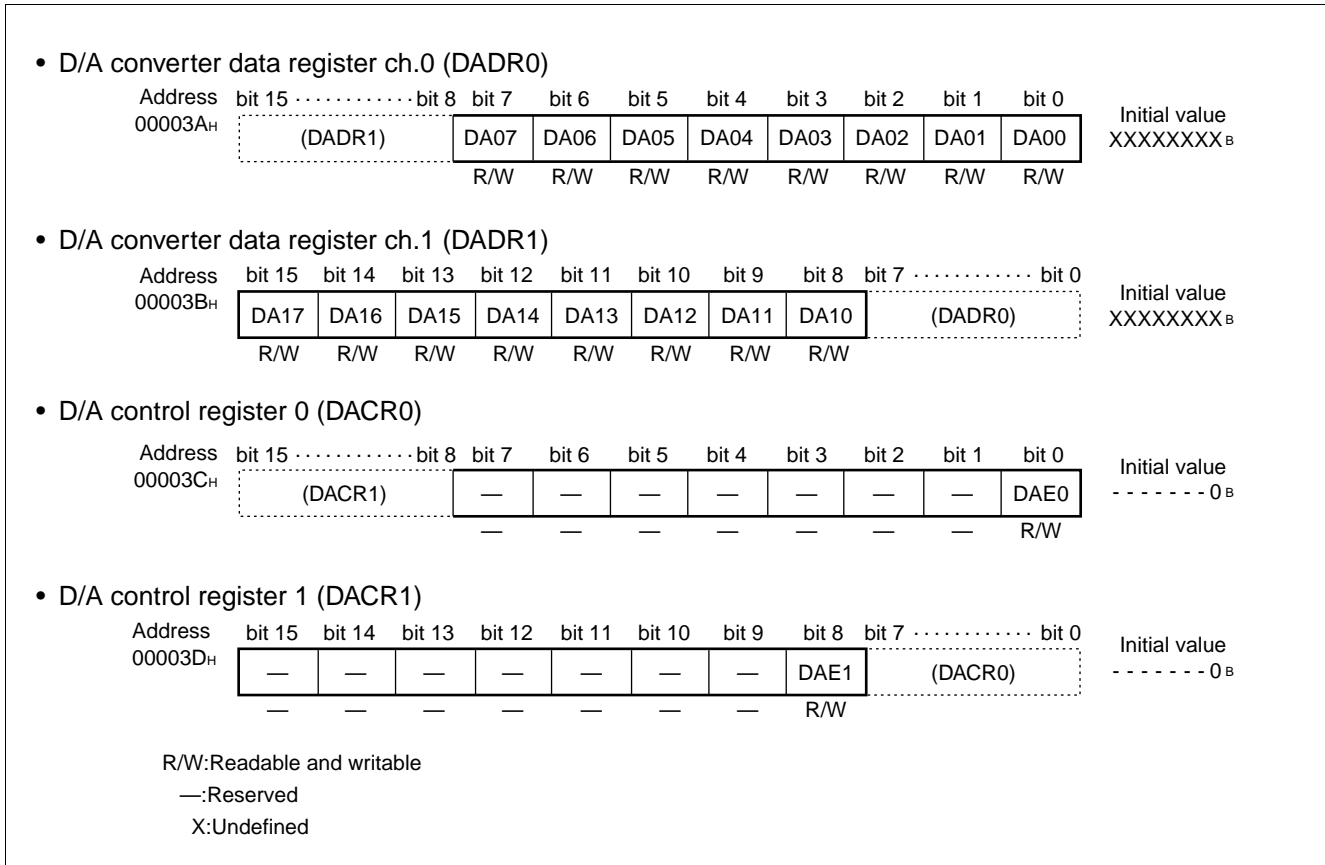 • D/A converter data register ch.0 (DADR0)
Address bit 15 · · · · · · · · · · · · bit 8 bit 7 bit 6 bit 5 bit 4 bit 3 bit 2 bit 1 bit 0 Initial value
00003AH (DADR1) DA07 DA06 DA05 DA04 DA03 DA02 DA01 DA00 XXXXXXXX B
R/W R/W R/W R/W R/W R/W R/W R/W
• D/A converter data register ch.1 (DADR1)
Address bit 15 bit 14 bit 13 bit 12 bit 11 bit 10 bit 9 bit 8 bit 7 · · · · · · · · · · · · bit 0 Initial value
00003BH DA17 DA16 DA15 DA14 DA13 DA12 DA11 DA10 (DADR0) XXXXXXXX B
R/W R/W R/W R/W R/W R/W R/W R/W
• D/A control register 0 (DACR0)
Address bit 15 · · · · · · · · · · · · bit 8 bit 7 bit 6 bit 5 bit 4 bit 3 bit 2 bit 1 bit 0 Initial value
00003CH (DACR1) — — — — — — — DAE0 - - - - - - - 0 B
— — — — — — — R/W
• D/A control register 1 (DACR1)
Address bit 15 bit 14 bit 13 bit 12 bit 11 bit 10 bit 9 bit 8 bit 7 · · · · · · · · · · · · bit 0 Initial value
00003DH — — — — — — — DAE1 (DACR0) - - - - - - - 0 B
— — — — — — — R/W
R/W:Readable and writable
—:Reserved
X:Undefined